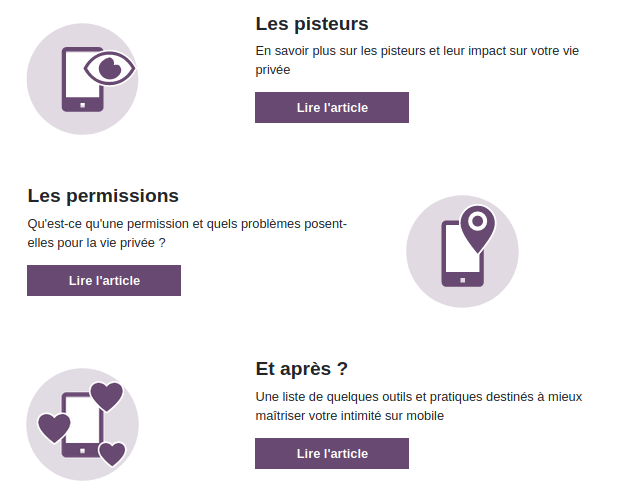 Les pisteurs
En savoir plus sur les pisteurs et leur impact sur votre vie
privée
Lire l'article
Les permissions
Qu'est-ce qu'une permission et quels problèmes posent-
elles pour la vie privée ?
Lire l'article
Et après ?
Une liste de quelques outils et pratiques destinés à mieux
maîtriser votre intimité sur mobile
Lire l'article